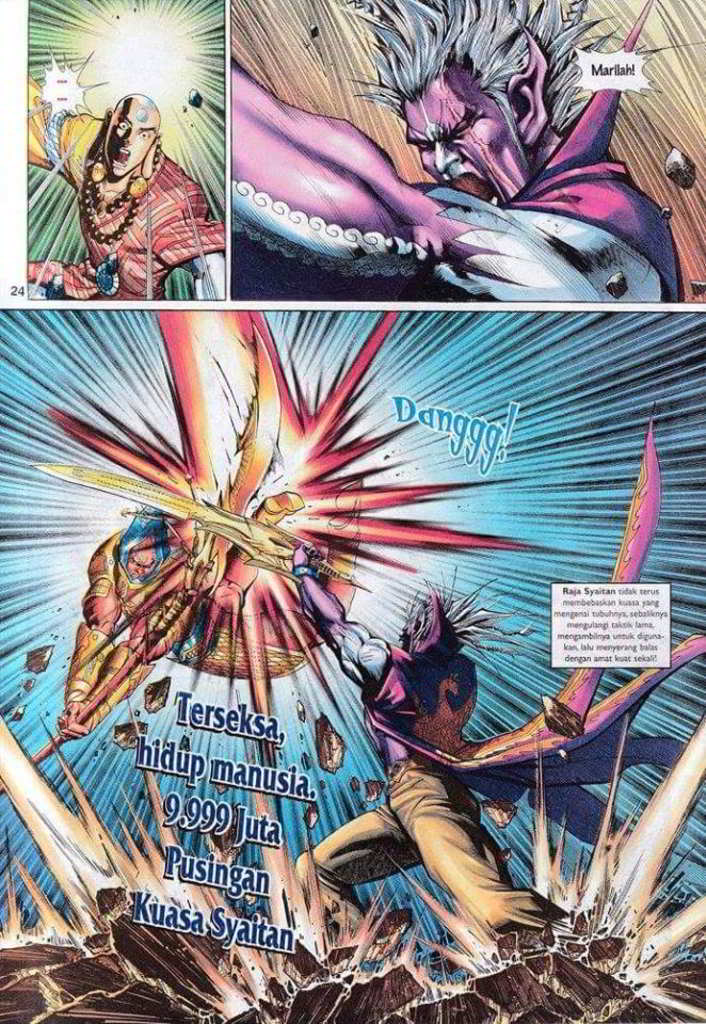 Marilah!
24
Danggg!
Raja Syaitan tidak terus
membebaskan kuasa yang
mengenai tubuhnya, sebaliknya
mengulangi taktik lama,
mengambilnya untuk diguna-
kan, lalu menyerang balas
dengan amat kuat sekali!
Terseksa,
hidup manusia.
9.999 Juta
Pusingan
Kuasa Syaitan